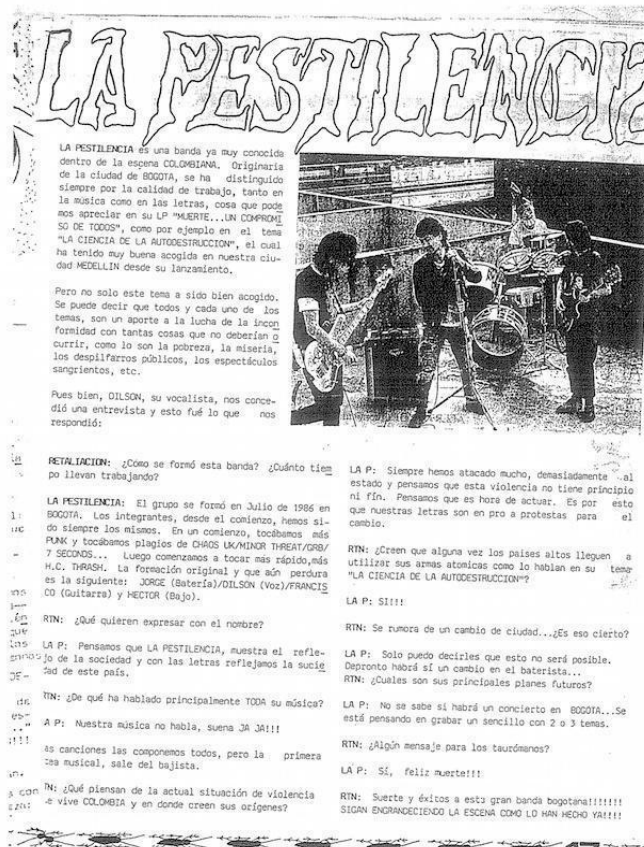 LA PESTILENCIA
LA PESTILENCIA es una banda ya muy conocida
dentro de la escena COLOMBIANA. Originaria
de la ciudad de BOGOTA, se ha distinguido
siempre por la calidad de trabajo, tanto en
la música como en las letras, cosa que pode
mos apreciar en su LP "MUERTE...UN COMPROMI
SO DE TODOS", como por ejemplo en el tema
"LA CIENCIA DE LA AUTODESTRUCCION", el cual
ha tenido muy buena acogida en nuestra ciu-
dad MEDELLIN desde su lanzamiento.
Pero no solo este tema a sido bien acogido.
Se puede decir que todos y cada uno de los
temas, son un aporte a la lucha de la incon
formidad con tantas cosas que no deberían o
currir, como lo son la pobreza, la miseria,
los despilfarros públicos, los espectáculos
sangrientos, etc.
Pues bien, DILSON, su vocalista, nos conce-
dió una entrevista y esto fué lo que nos
respondió:
RETALIACION: ¿Cómo se formó esta banda? ¿Cuánto tiem
po llevan trabajando?
LA PESTILENCIA: El grupo se formó en Julio de 1986 en
BOGOTA. Los integrantes, desde el comienzo, hemos si-
do siempre los mismos. En un comienzo, tocábamos más
PUNK y tocábamos plagios de CHAOS UK/MINOR THREAT/GRB/
7 SECONDS... Luego comenzamos a tocar más rápido,más
H.C. THRASH. La formación original y que aún perdura
es la siguiente: JORGE (Batería)/DILSON (Voz)/FRANCIS
CO (Guitarra) y HECTOR (Bajo).
RTN: ¿Qué quieren expresar con el nombre?
LA P: Pensamos que LA PESTILENCIA, muestra el refle-
jo de la sociedad y con las letras reflejamos la sucie
dad de este país.
RTN: ¿De qué ha hablado principalmente TODA su música?
A P: Nuestra música no habla, suena JA JA!!!
as canciones las componemos todos, pero la primera
ea musical, sale del bajista.
TN: ¿Qué piensan de la actual situación de violencia
e vive COLOMBIA y en donde creen sus orígenes?
LA P: Siempre hemos atacado mucho, demasiadamente al
estado y pensamos que esta violencia no tiene principio
ni fín. Pensamos que es hora de actuar. Es por esto
que nuestras letras son en pro a protestas para el
cambio.
RTN: ¿Creen que alguna vez los paises altos lleguen a
utilizar sus armas atomicas como lo hablan en su tema
"LA CIENCIA DE LA AUTODESTRUCCION"?
LA P: SI!!!
RTN: Se rumora de un cambio de ciudad...¿Es eso cierto?
LA P: Solo puedo decirles que esto no será posible.
Depronto habrá sí un cambio en el baterista...
RTN: ¿Cuales son sus principales planes futuros?
LA P: No se sabe si habrá un concierto en BOGOTA...Se
está pensando en grabar un sencillo con 2 o 3 temas.
RTN: ¿Algún mensaje para los taurómanos?
LA P: Sí, feliz muerte!!!
RTN: Suerte y éxitos a esta gran banda bogotana!!!!!!!
SIGAN ENGRANDECIENDO LA ESCENA COMO LO HAN HECHO YA!!!!